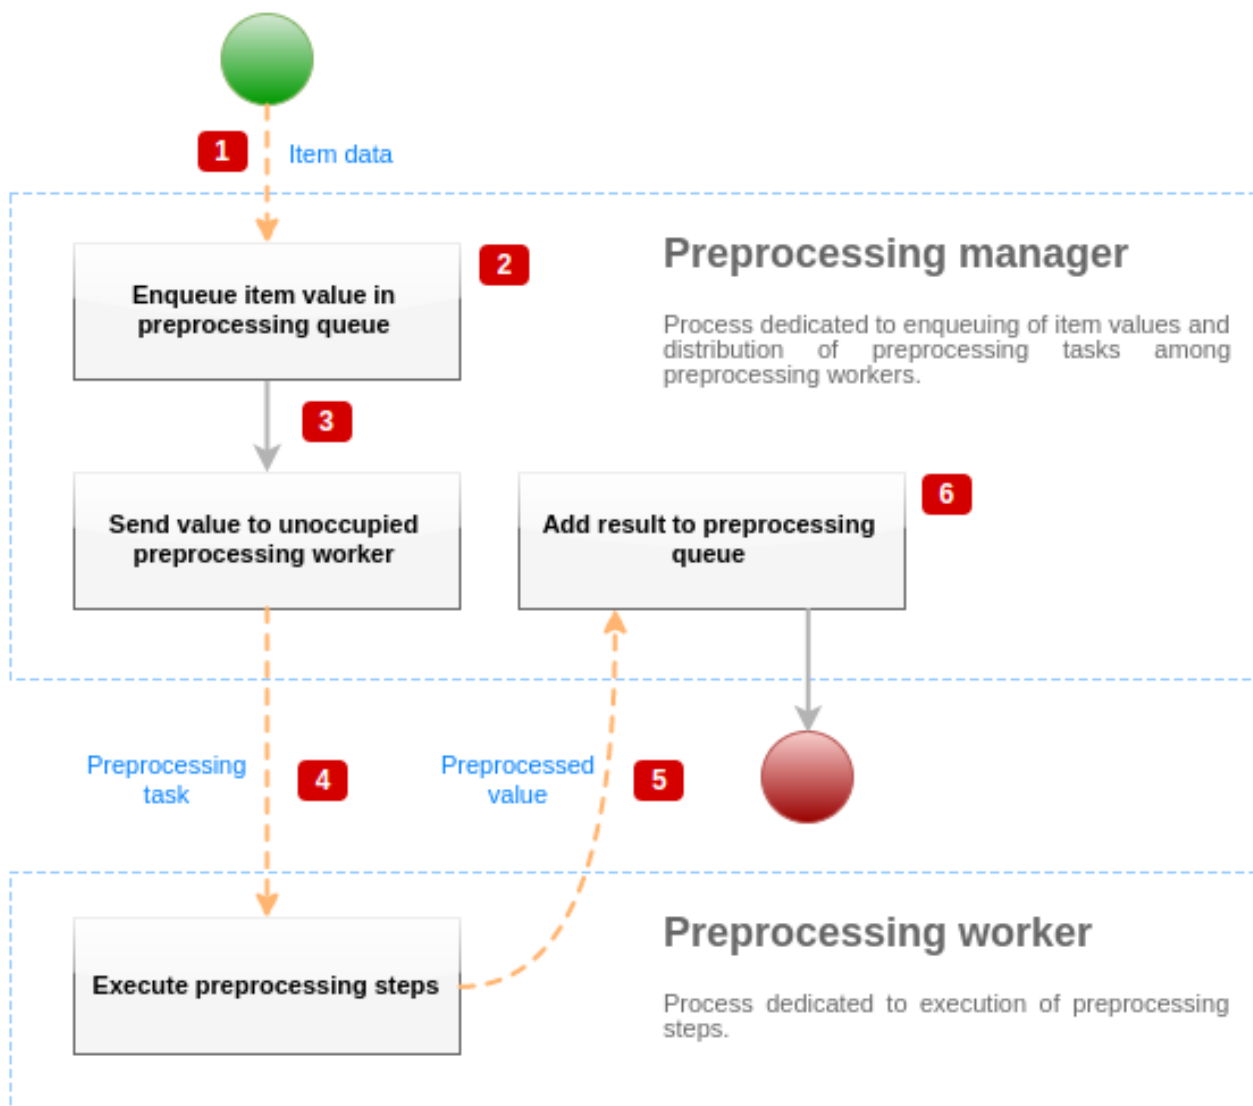 1
Item data
2
Preprocessing manager
Enqueue item value in
preprocessing queue
Process dedicated to enqueuing of item values and
distribution of preprocessing tasks among
preprocessing workers.
3
6
Send value to unoccupied
preprocessing worker
Add result to preprocessing
queue
Preprocessing
task
4
Preprocessed
value
5
Preprocessing worker
Execute preprocessing steps
Process dedicated to execution of preprocessing
steps.